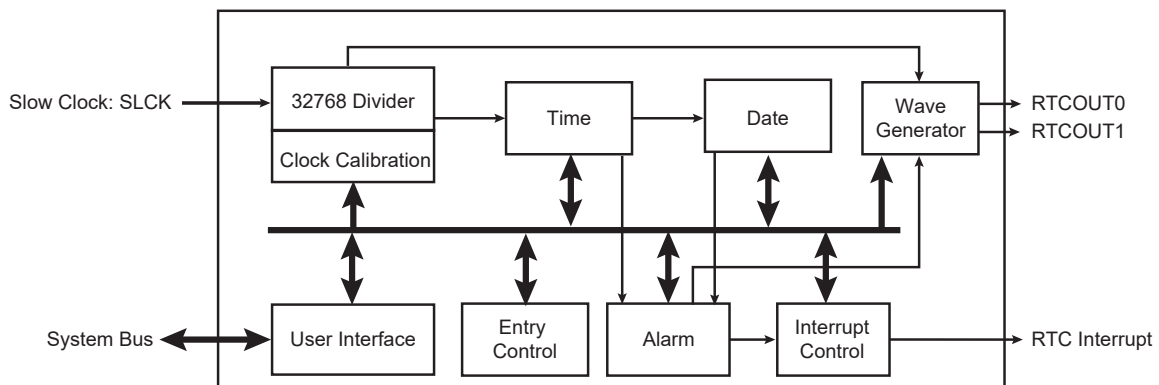 Slow Clock: SLCK
32768 Divider
Clock Calibration
Time
Date
Wave
Generator
RTCOUT0
RTCOUT1
System Bus
User Interface
Entry
Control
Alarm
Interrupt
Control
RTC Interrupt